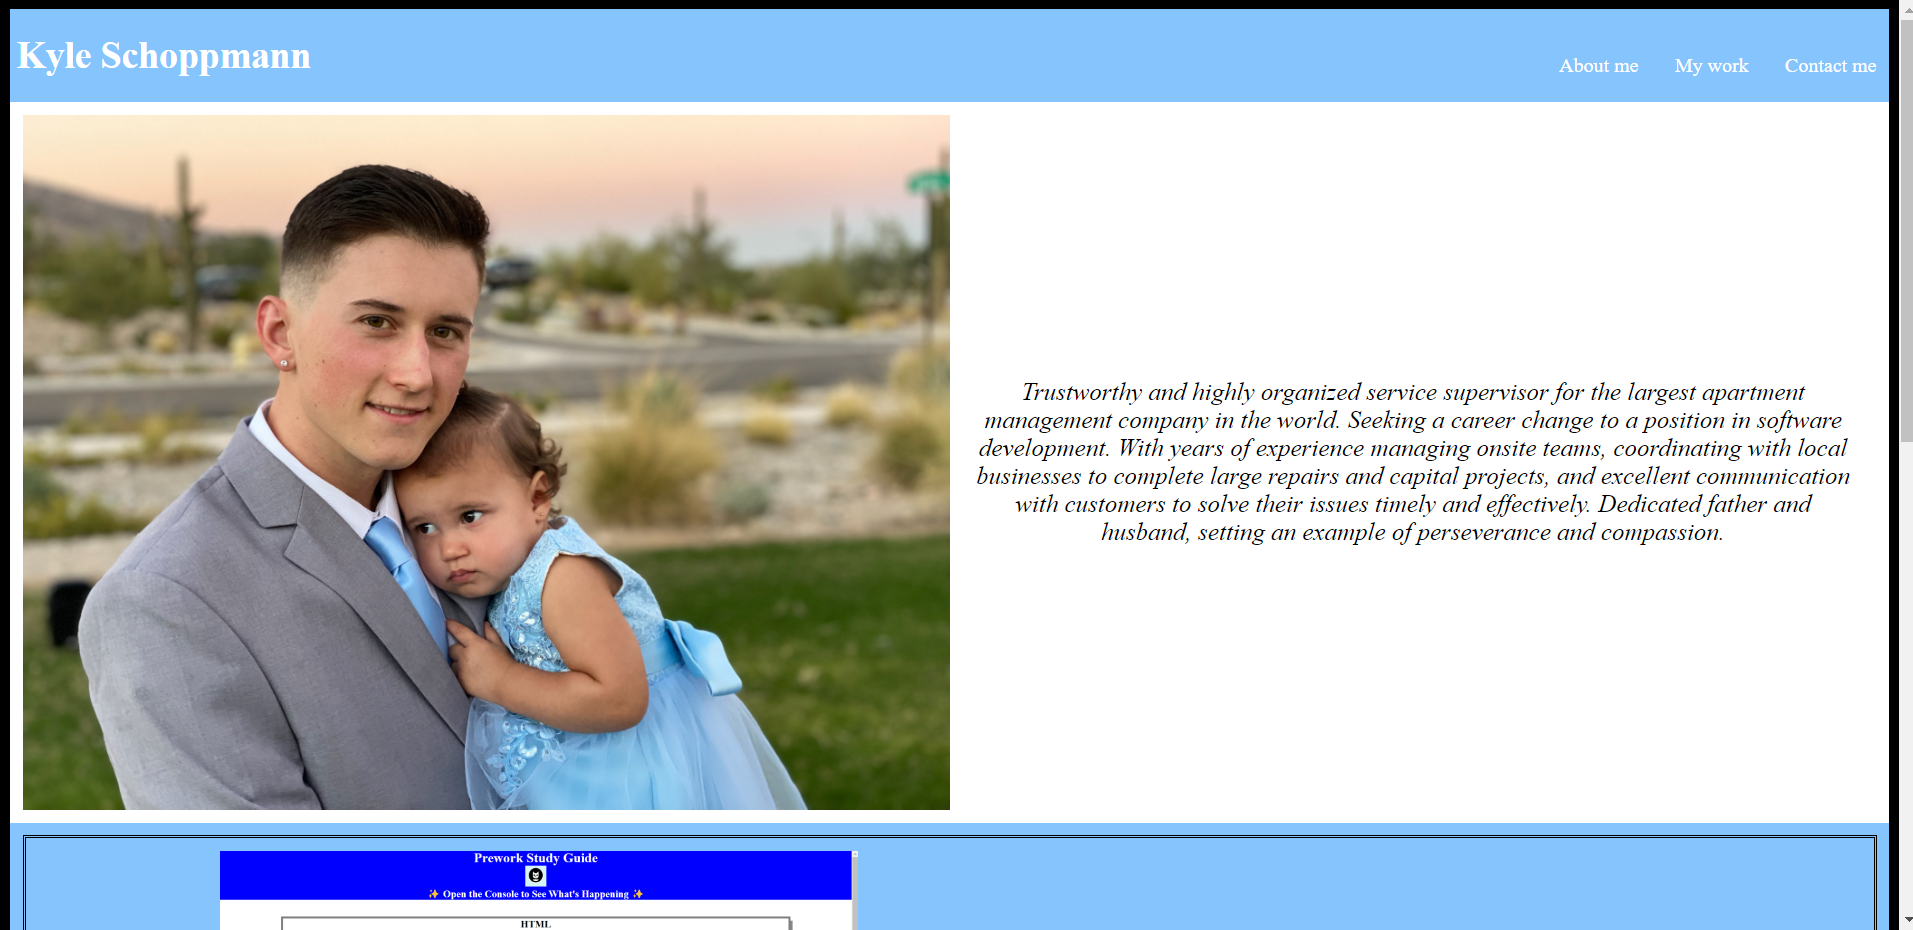 Kyle Schoppmann
About me
My work
Contact me
Trustworthy and highly organized service supervisor for the largest apartment
management company in the world. Seeking a career change to a position in software
development. With years of experience managing onsite teams, coordinating with local
businesses to complete large repairs and capital projects, and excellent communication
with customers to solve their issues timely and effectively. Dedicated father and
husband, setting an example of perseverance and compassion.
Prework Study Guide
✨ Open the Console to See What's Happening ✨
HTML